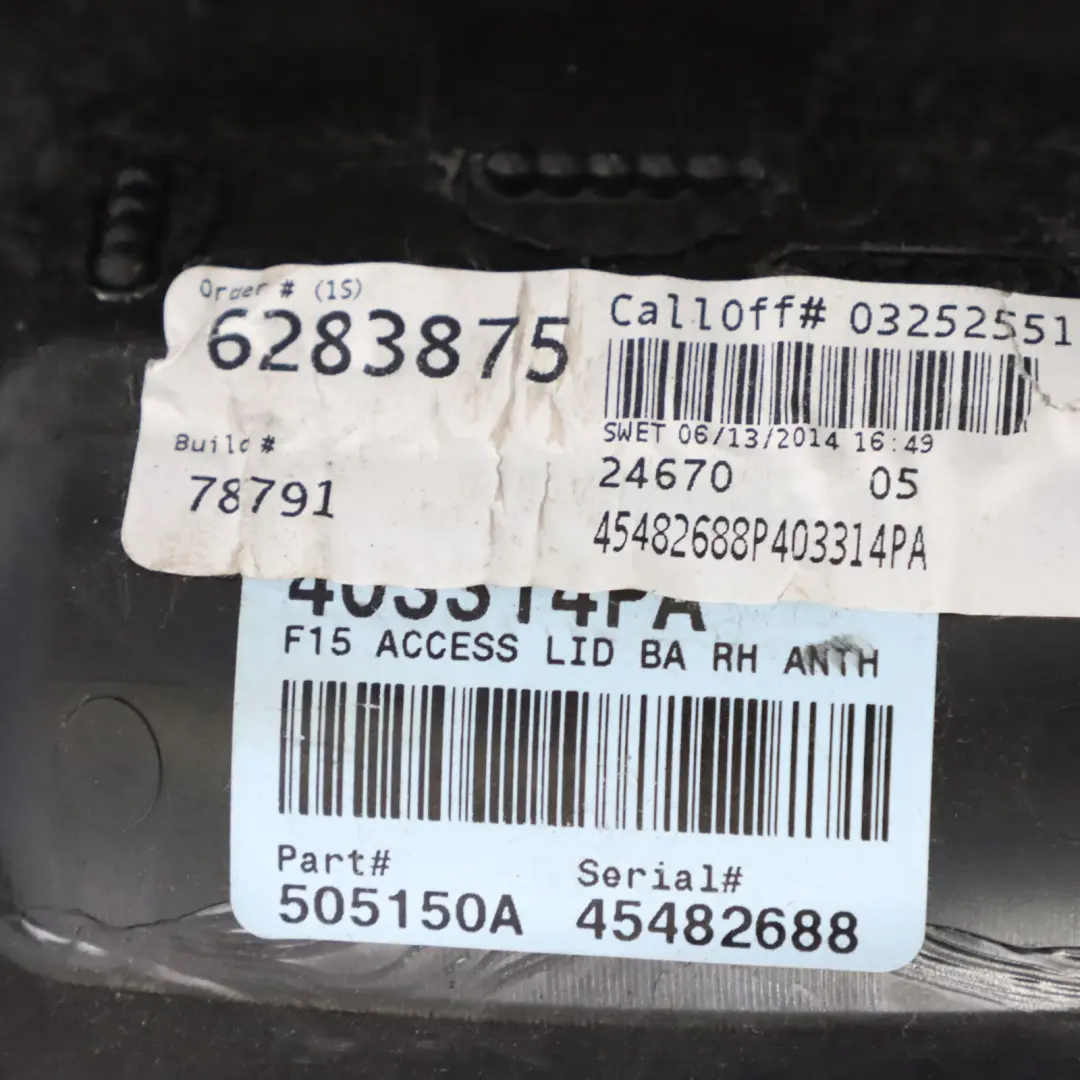 Order # (1S)
6283875
CallOff# 03252551
SWET 06/13/2014 16:49
Build #
78791
24670 05
45482688P403314PA
403314PA
F15 ACCESS LID BA RH ANTH
Part#
505150A
Serial#
45482688